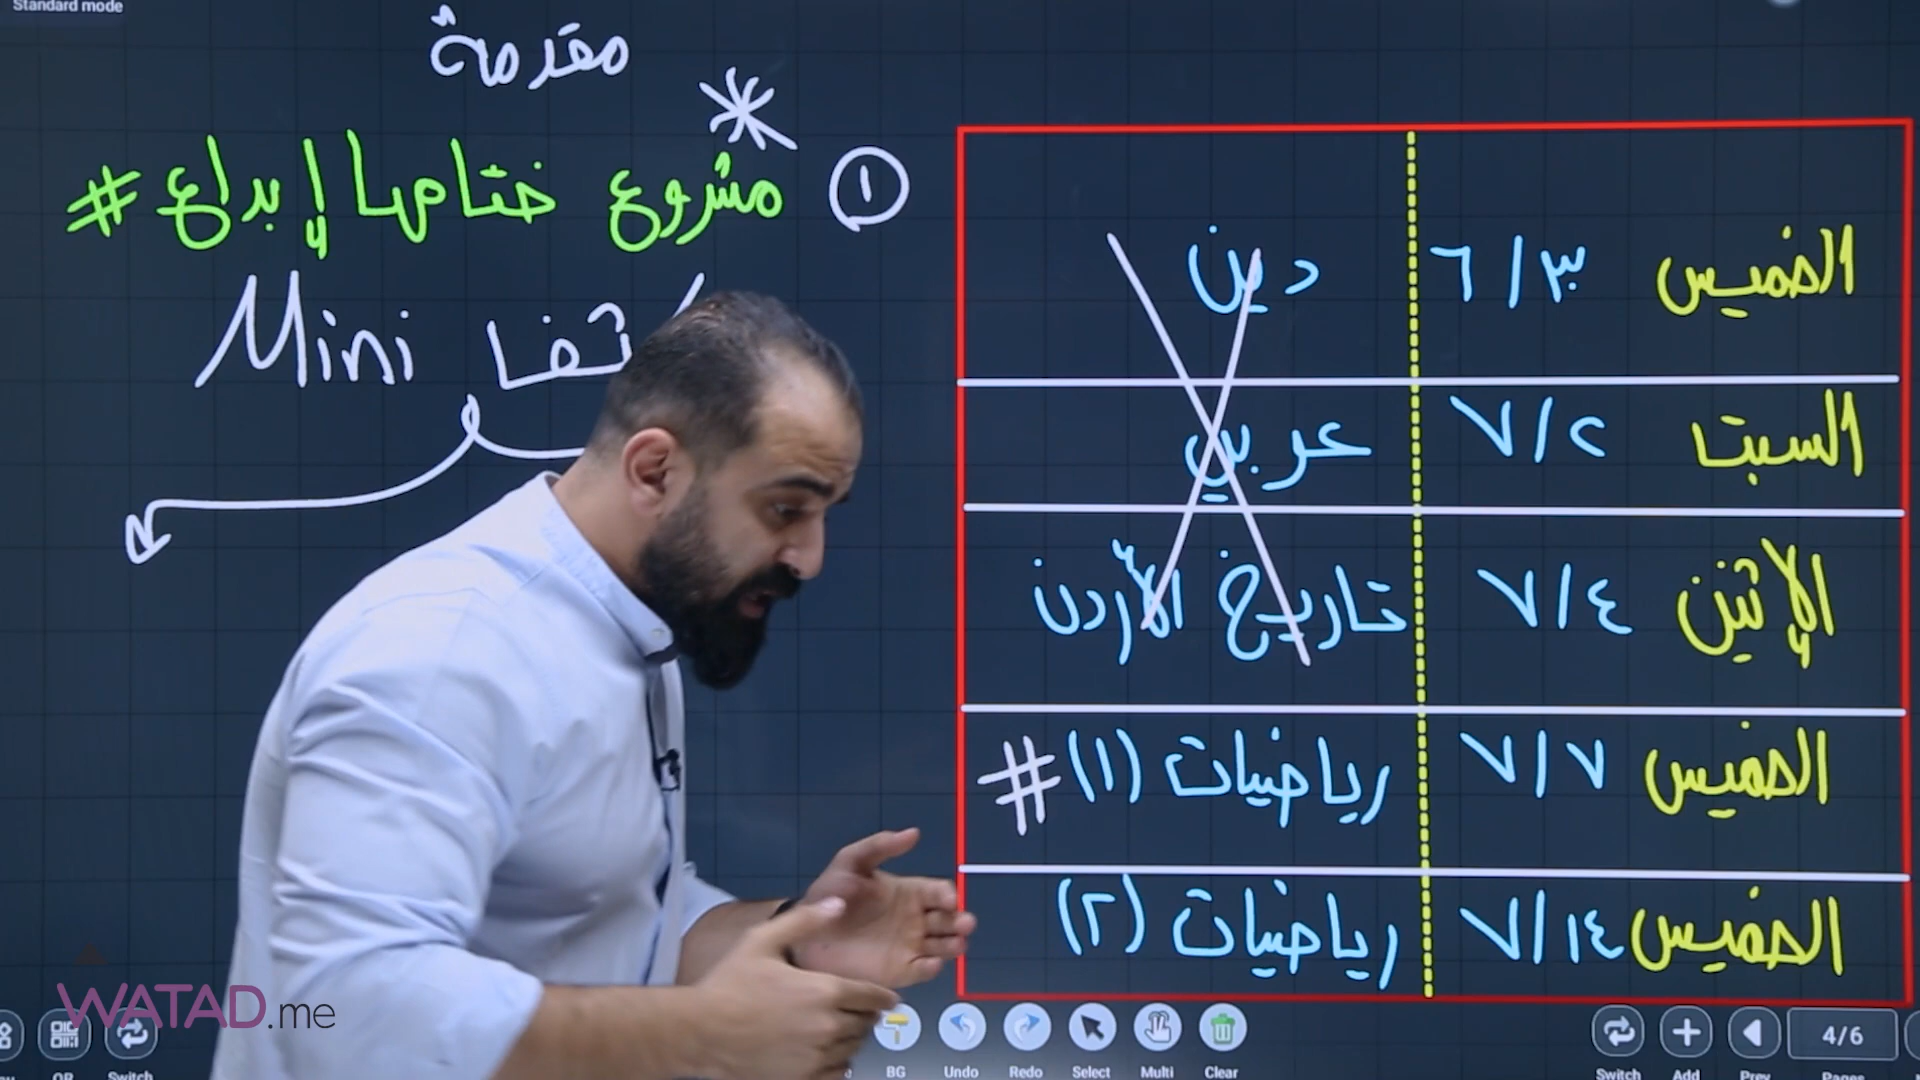 Standard mode
مقدمة
١ مشروع ختامها إبداع #
Mini
الخميس ٦/٣٠ دين
السبت ٧/٢ عربي
الإثنين ٧/٤ تاريخ الأردن
الخميس ٧/٧ رياضيات (١) #
الخميس ٧/١٤ رياضيات (٢)
WATAD.me
QR Switch BG Undo Redo Select Multi Clear Switch Add Prev Pages
4/6